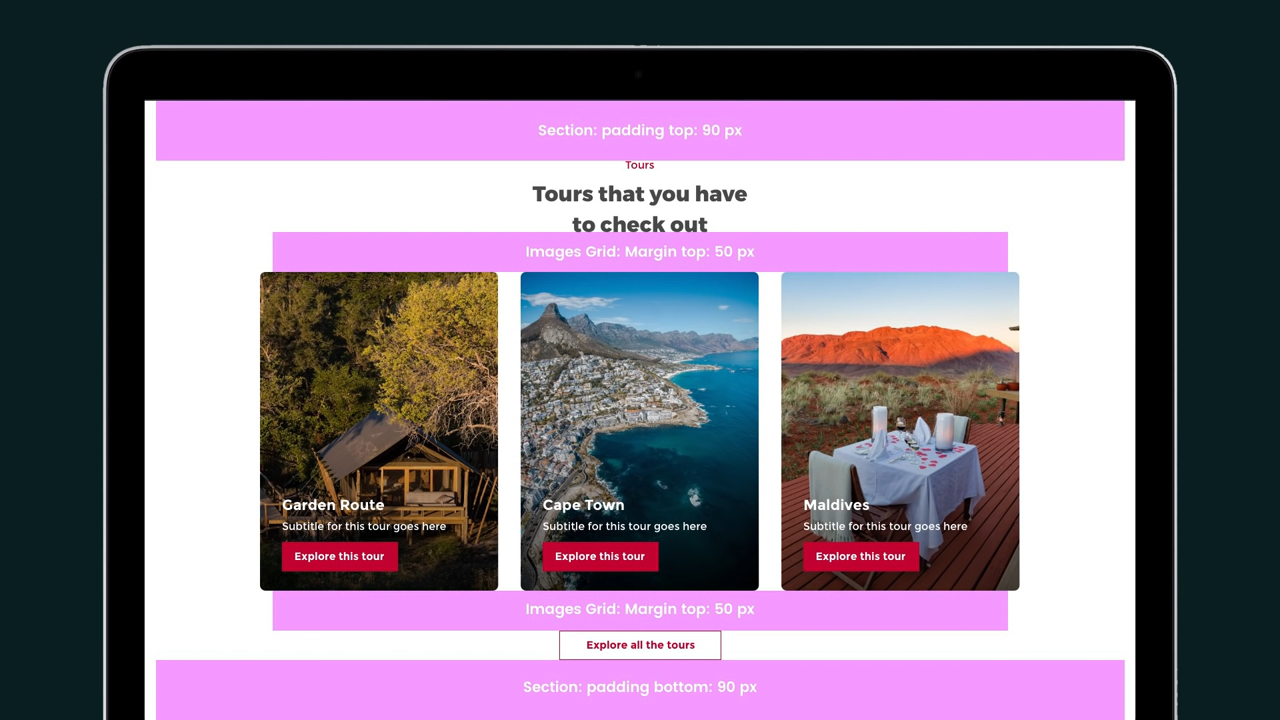 Section: padding top: 90 px
Tours
Tours that you have
to check out
Images Grid: Margin top: 50 px
Garden Route
Subtitle for this tour goes here
Explore this tour
Cape Town
Subtitle for this tour goes here
Explore this tour
Maldives
Subtitle for this tour goes here
Explore this tour
Images Grid: Margin top: 50 px
Explore all the tours
Section: padding bottom: 90 px